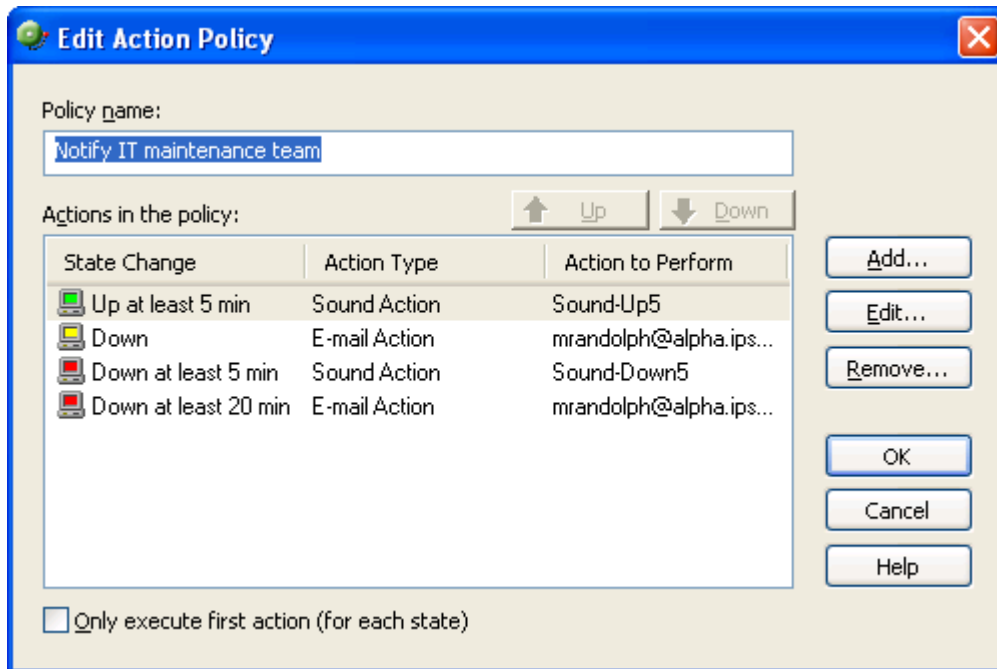 Edit Action Policy
Policy name:
Notify IT maintenance team
Actions in the policy:
Up
Down
State Change Action Type Action to Perform
Up at least 5 min Sound Action Sound-Up5
Down E-mail Action mrandolph@alpha.ips...
Down at least 5 min Sound Action Sound-Down5
Down at least 20 min E-mail Action mrandolph@alpha.ips...
Add...
Edit...
Remove...
OK
Cancel
Help
Only execute first action (for each state)